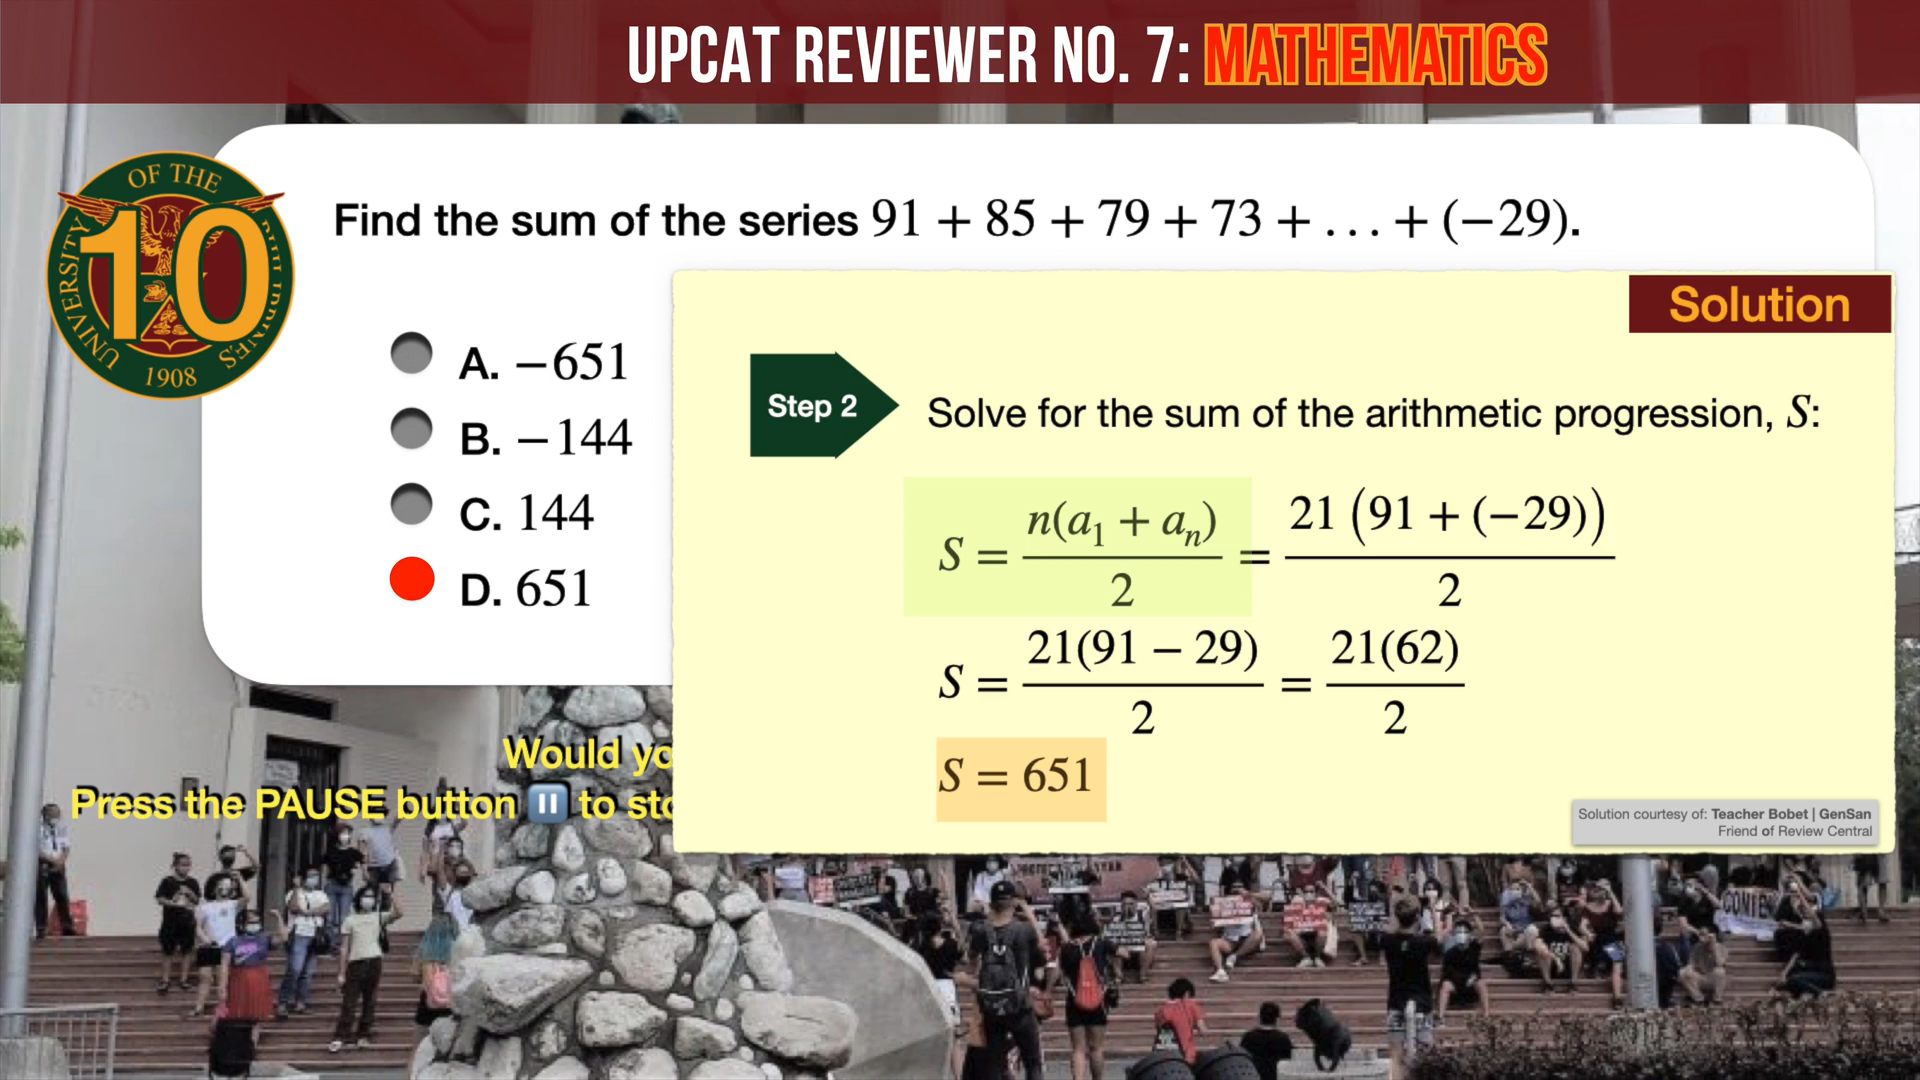 UPCAT REVIEWER NO. 7: MATHEMATICS
OF THE
UNIVERSITY
1908
10
Find the sum of the series 91 + 85 + 79 + 73 + . . . + (−29).
A. −651
B. −144
C. 144
D. 651
Solution
Step 2
Solve for the sum of the arithmetic progression, S:
S = n(a₁ + aₙ)/2 = 21 (91 + (−29))/2
S = 21(91 − 29)/2 = 21(62)/2
S = 651
Solution courtesy of: Teacher Bobet | GenSan
Friend of Review Central
Would yo
Press the PAUSE button ⏸ to sto